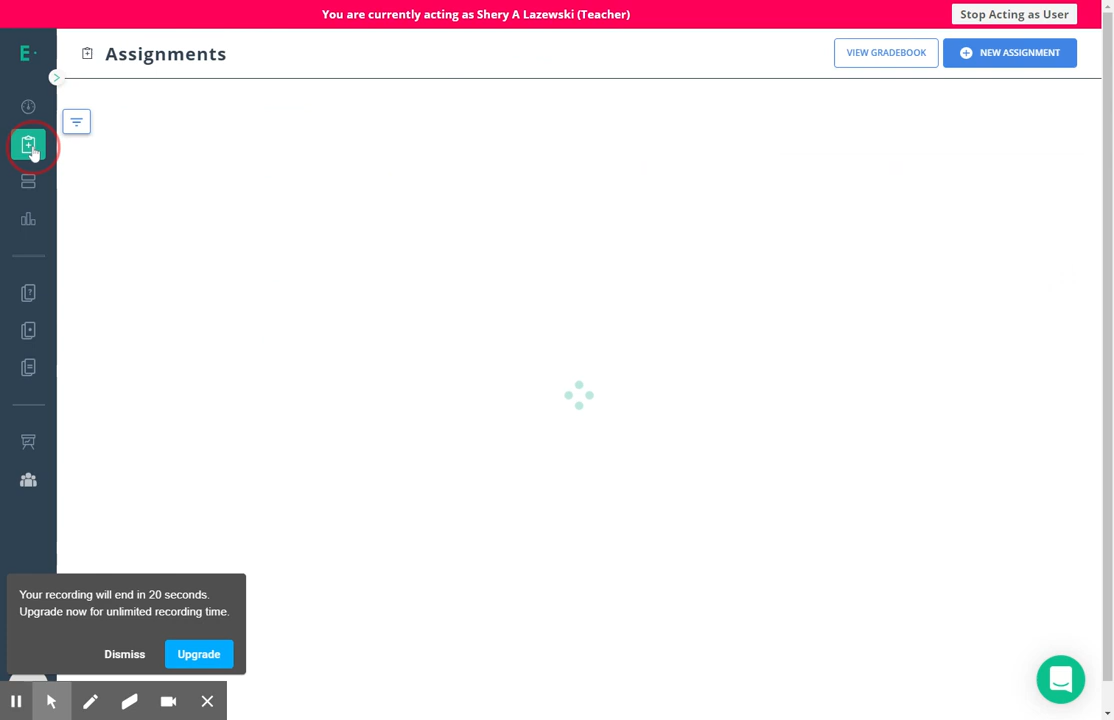 You are currently acting as Shery A Lazewski (Teacher)
Stop Acting as User
E·
Assignments
VIEW GRADEBOOK
NEW ASSIGNMENT
Your recording will end in 20 seconds.
Upgrade now for unlimited recording time.
Dismiss
Upgrade